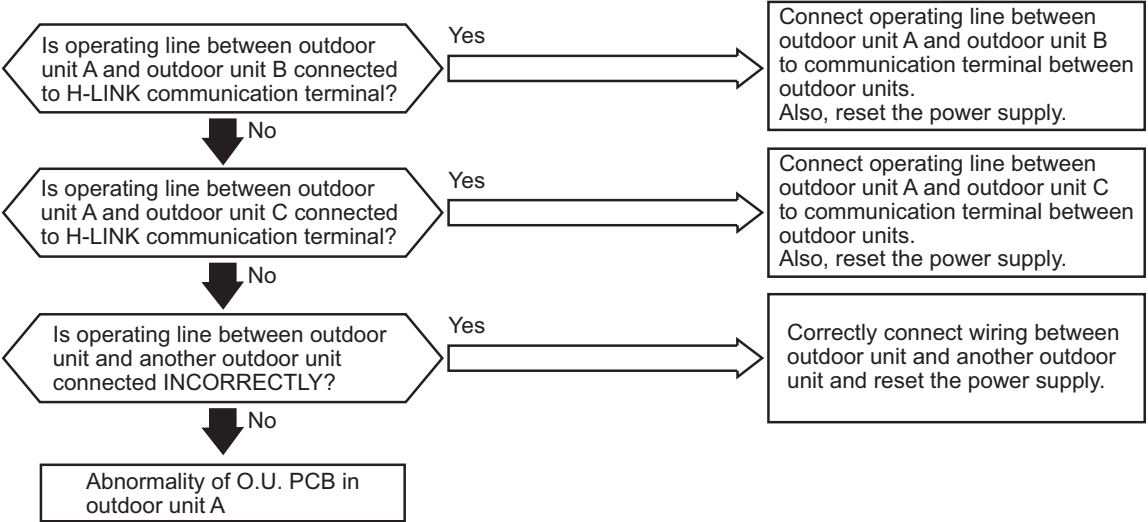 Is operating line between outdoor
unit A and outdoor unit B connected
to H-LINK communication terminal?
Yes
Connect operating line between
outdoor unit A and outdoor unit B
to communication terminal between
outdoor units.
Also, reset the power supply.
No
Is operating line between outdoor
unit A and outdoor unit C connected
to H-LINK communication terminal?
Yes
Connect operating line between
outdoor unit A and outdoor unit C
to communication terminal between
outdoor units.
Also, reset the power supply.
No
Is operating line between outdoor
unit and another outdoor unit
connected INCORRECTLY?
Yes
Correctly connect wiring between
outdoor unit and another outdoor
unit and reset the power supply.
No
Abnormality of O.U. PCB in
outdoor unit A